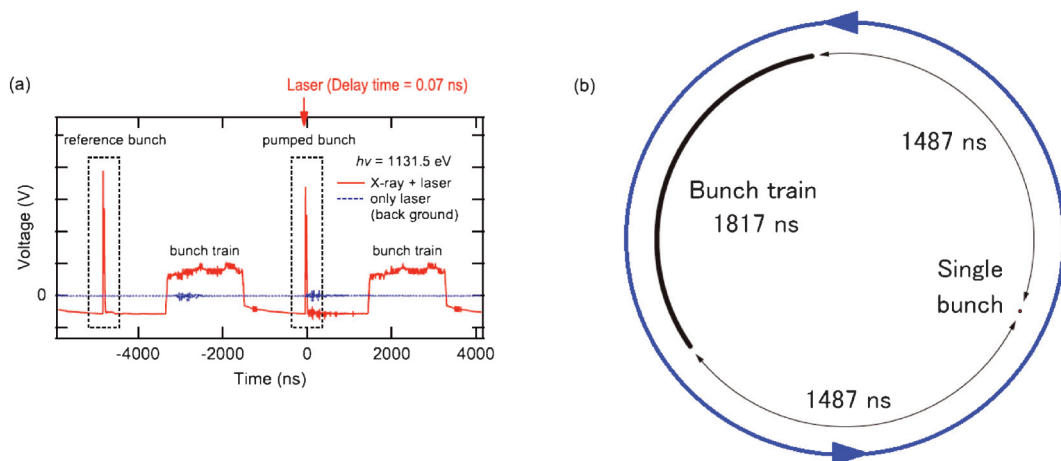 (a)
Laser (Delay time = 0.07 ns)
reference bunch
pumped bunch
hν = 1131.5 eV
X-ray + laser
only laser
(back ground)
bunch train
bunch train
Voltage (V)
0
-4000
-2000
0
2000
4000
Time (ns)
(b)
1487 ns
Bunch train
1817 ns
Single
bunch
1487 ns